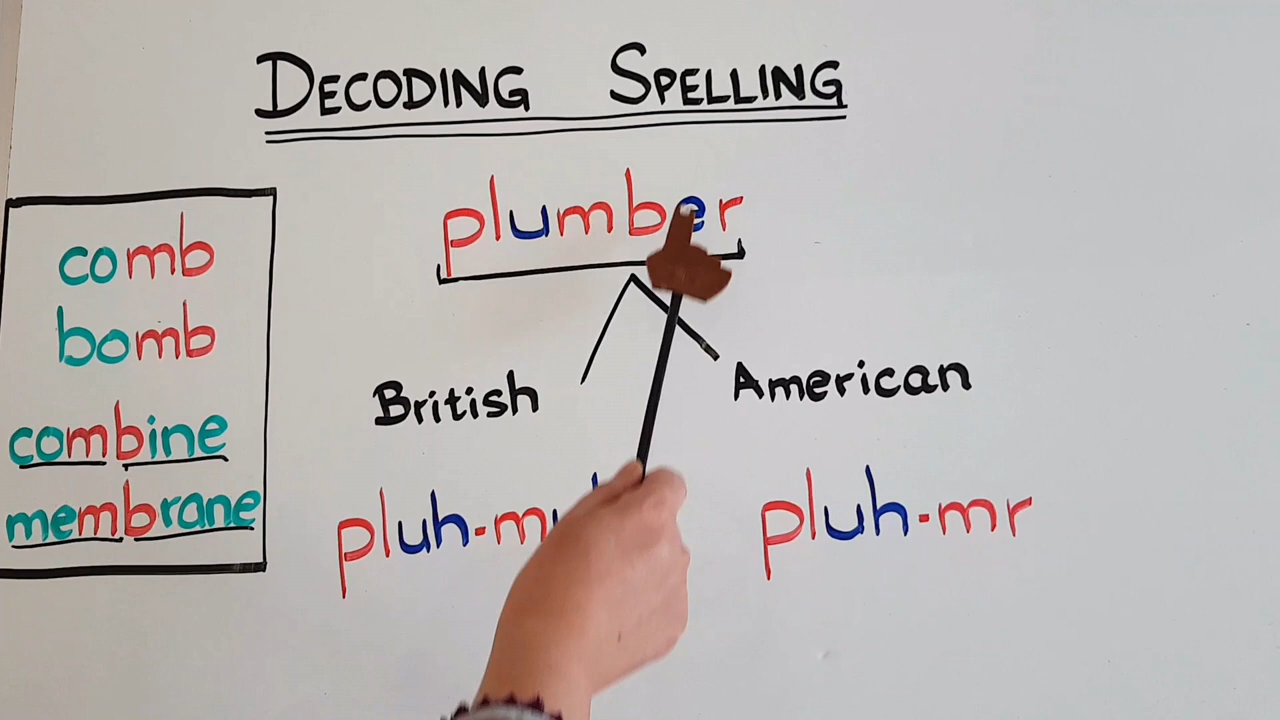 DECODING SPELLING
plumber
comb
bomb
combine
membrane
British American
pluh-mr